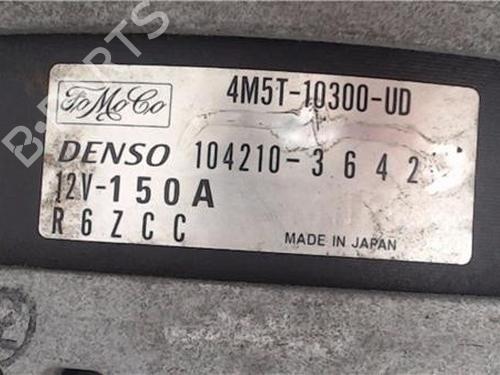 B-PARTS
FoMoCo
4M5T-10300-UD
DENSO 104210-3642
12V-150A
R6ZCC
MADE IN JAPAN